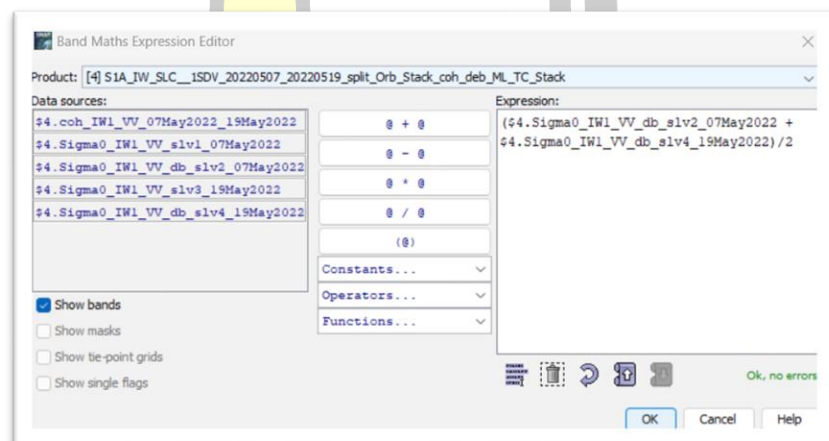 Band Maths Expression Editor
Product: [4] S1A_IW_SLC__1SDV_20220507_20220519_split_Orb_Stack_coh_deb_ML_TC_Stack
Data sources:
Expression:
$4.coh_IW1_VV_07May2022_19May2022
$4.Sigma0_IW1_VV_slv1_07May2022
$4.Sigma0_IW1_VV_db_slv2_07May2022
$4.Sigma0_IW1_VV_slv3_19May2022
$4.Sigma0_IW1_VV_db_slv4_19May2022
@ + @
@ - @
@ * @
@ / @
(@)
Constants...
Operators...
Functions...
($4.Sigma0_IW1_VV_db_slv2_07May2022 +
$4.Sigma0_IW1_VV_db_slv4_19May2022)/2
Show bands
Show masks
Show tie-point grids
Show single flags
Ok, no errors
OK
Cancel
Help